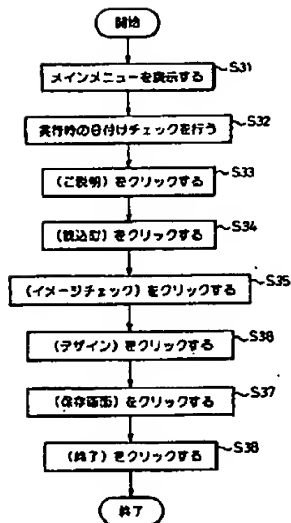 開始
メインメニューを表示する
S31
実行時の日付けチェックを行う
S32
(ご説明)をクリックする
S33
(読込む)をクリックする
S34
(イメージチェック)をクリックする
S35
(デザイン)をクリックする
S36
(保存画面)をクリックする
S37
(終了)をクリックする
S38
終了